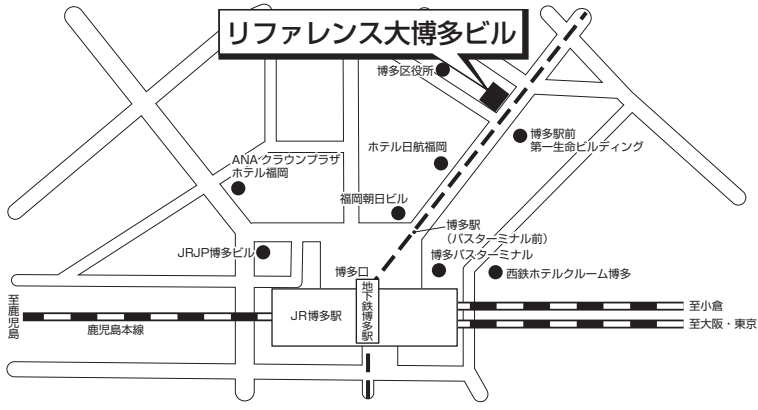 リファレンス大博多ビル
博多区役所
博多駅前
第一生命ビルディング
ホテル日航福岡
ANAクラウンプラザ
ホテル福岡
福岡朝日ビル
博多駅
（バスターミナル前）
JRJP博多ビル
博多バスターミナル
博多口
西鉄ホテルクルーム博多
至鹿児島
鹿児島本線
JR博多駅
地下鉄博多駅
至小倉
至大阪・東京